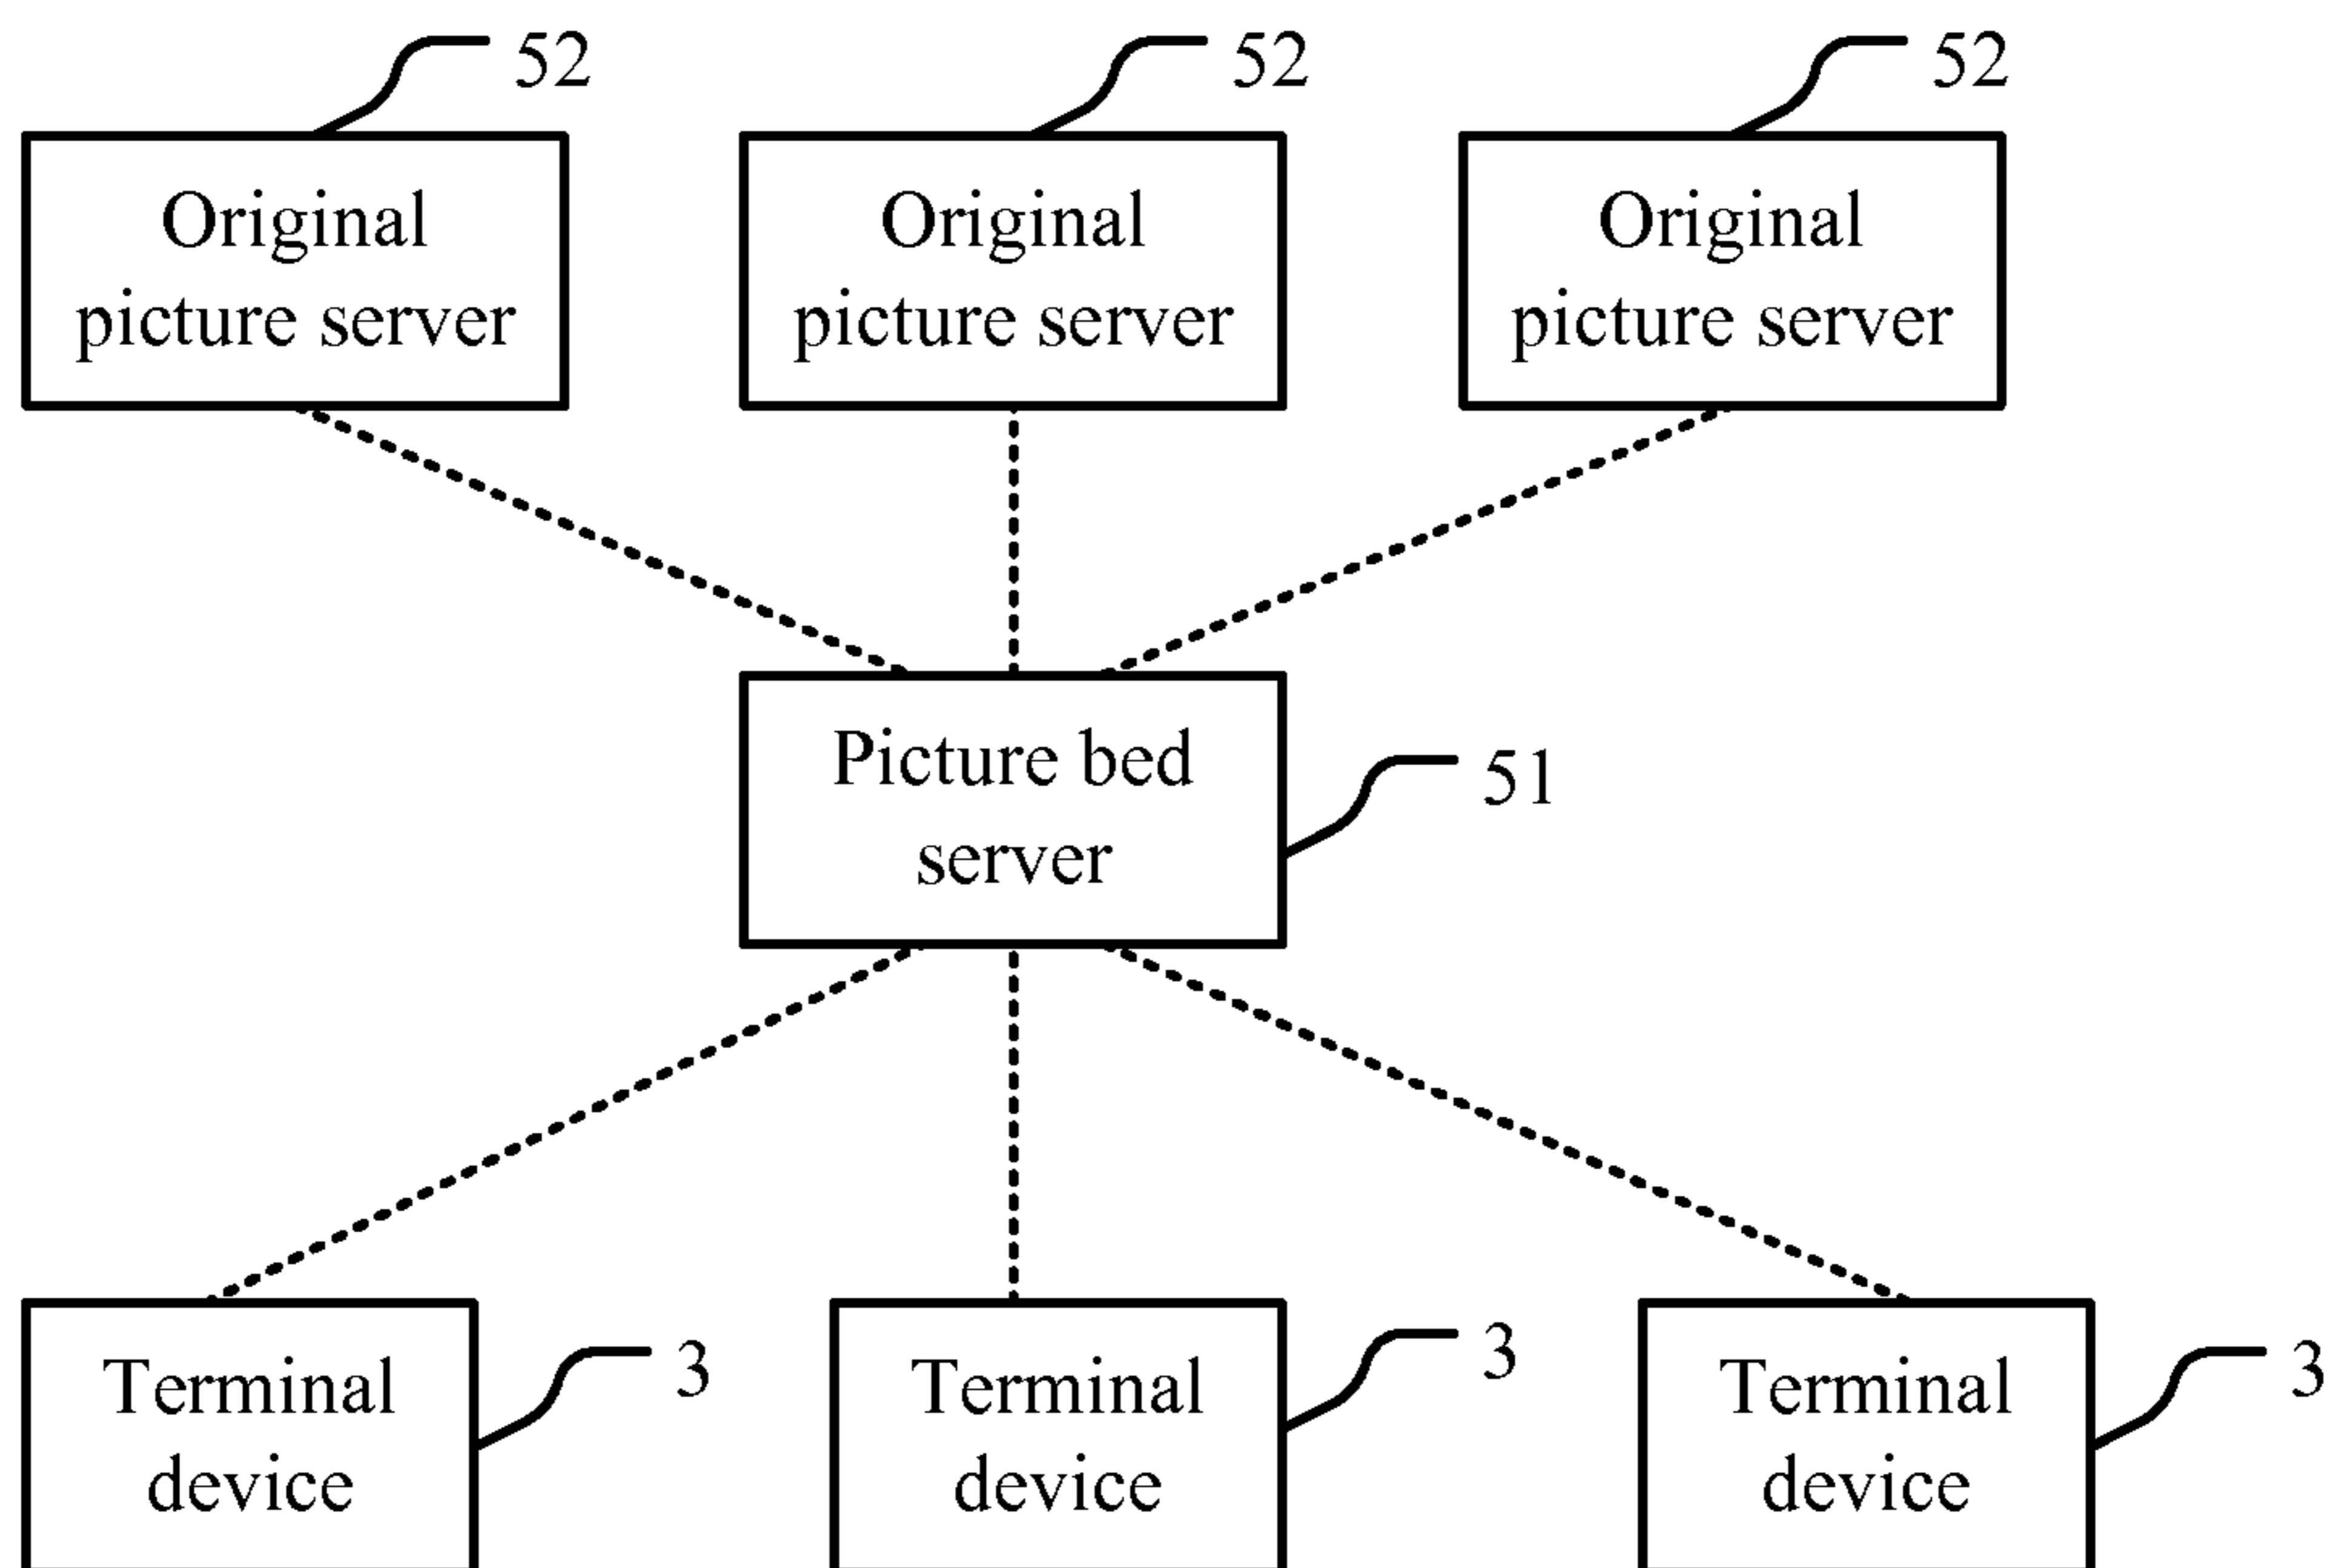 52
52
52
Original
picture server
Original
picture server
Original
picture server
Picture bed
server
51
Terminal
device
3
Terminal
device
3
Terminal
device
3